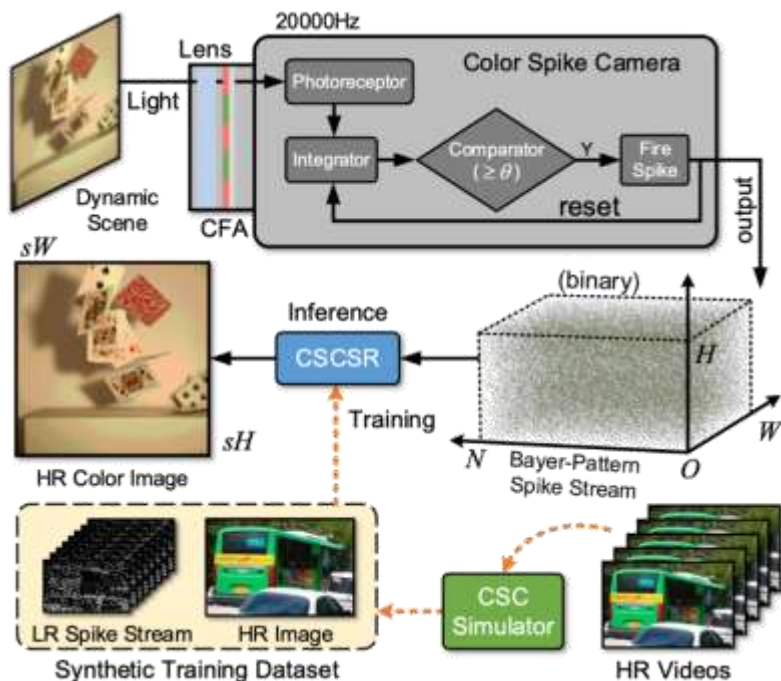 20000Hz
Lens
Color Spike Camera
Light
Photoreceptor
Integrator
Comparator
(≥ θ)
Y
Fire
Spike
reset
Dynamic
Scene
CFA
output
sW
(binary)
H
Inference
CSCSR
Training
W
sH
N
O
Bayer-Pattern
Spike Stream
HR Color Image
LR Spike Stream
HR Image
CSC
Simulator
Synthetic Training Dataset
HR Videos